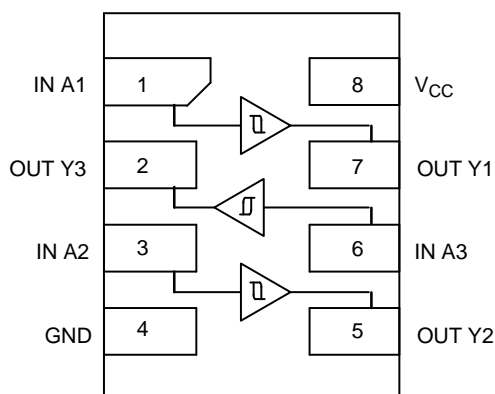 IN A1 1 8 VCC
OUT Y3 2 7 OUT Y1
IN A2 3 6 IN A3
GND 4 5 OUT Y2